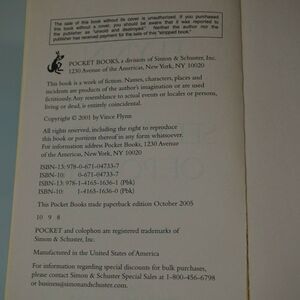 The sale of this book without its cover is unauthorized. If you purchased
this book without a cover, you should be aware that it was reported to
the publisher as "unsold and destroyed." Neither the author nor the
publisher has received payment for the sale of this "stripped book."
POCKET BOOKS, a division of Simon & Schuster, Inc.
1230 Avenue of the Americas, New York, NY 10020
This book is a work of fiction. Names, characters, places and
incidents are products of the author's imagination or are used
fictitiously. Any resemblance to actual events or locales or persons,
living or dead, is entirely coincidental.
Copyright © 2001 by Vince Flynn
All rights reserved, including the right to reproduce
this book or portions thereof in any form whatsoever.
For information address Pocket Books, 1230 Avenue
of the Americas, New York, NY 10020
ISBN-13: 978-0-671-04733-7
ISBN-10: 0-671-04733-7
ISBN-13: 978-1-4165-1636-1 (Pbk)
ISBN-10: 1-4165-1636-0 (Pbk)
This Pocket Books trade paperback edition October 2005
10 9 8
POCKET and colophon are registered trademarks of
Simon & Schuster, Inc.
Manufactured in the United States of America
For information regarding special discounts for bulk purchases,
please contact Simon & Schuster Special Sales at 1-800-456-6798
or business@simonandschuster.com.